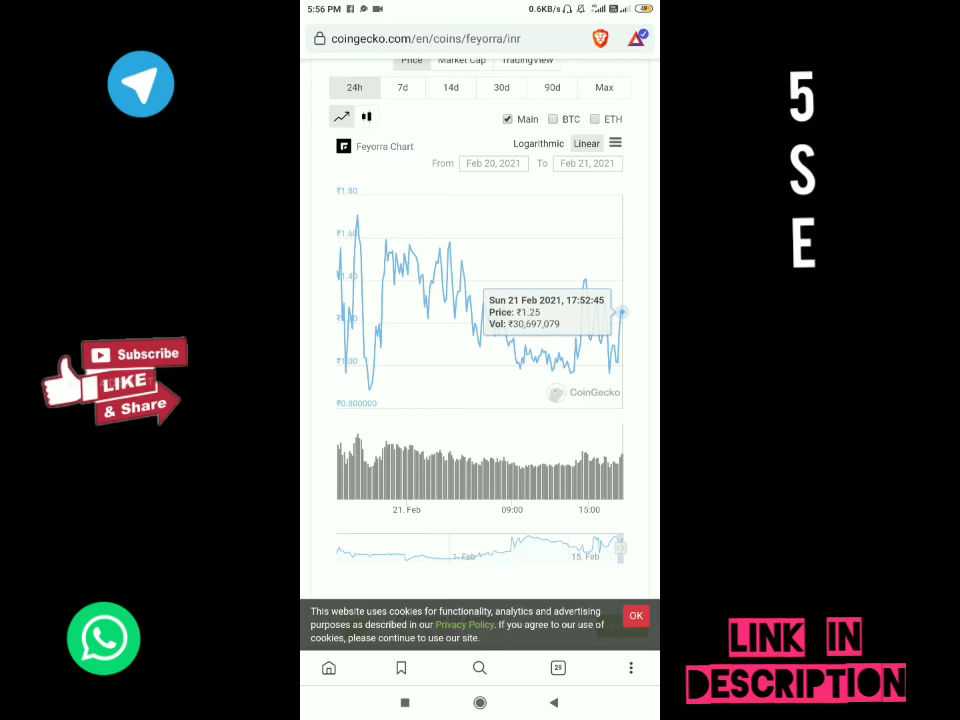 5:56 PM
0.6KB/s
49
coingecko.com/en/coins/feyorra/inr
Price Market Cap TradingView
24h 7d 14d 30d 90d Max
Main BTC ETH
Feyorra Chart
Logarithmic Linear
From Feb 20, 2021 To Feb 21, 2021
₹1.80
₹1.60
₹1.40
₹1.20
₹1.00
₹0.800000
Sun 21 Feb 2021, 17:52:45
Price: ₹1.25
Vol: ₹30,697,079
CoinGecko
21. Feb 09:00 15:00
1. Feb 15. Feb
This website uses cookies for functionality, analytics and advertising
purposes as described in our Privacy Policy. If you agree to our use of
cookies, please continue to use our site.
OK
Subscribe
LIKE
& Share
5
S
E
LINK IN
DESCRIPTION